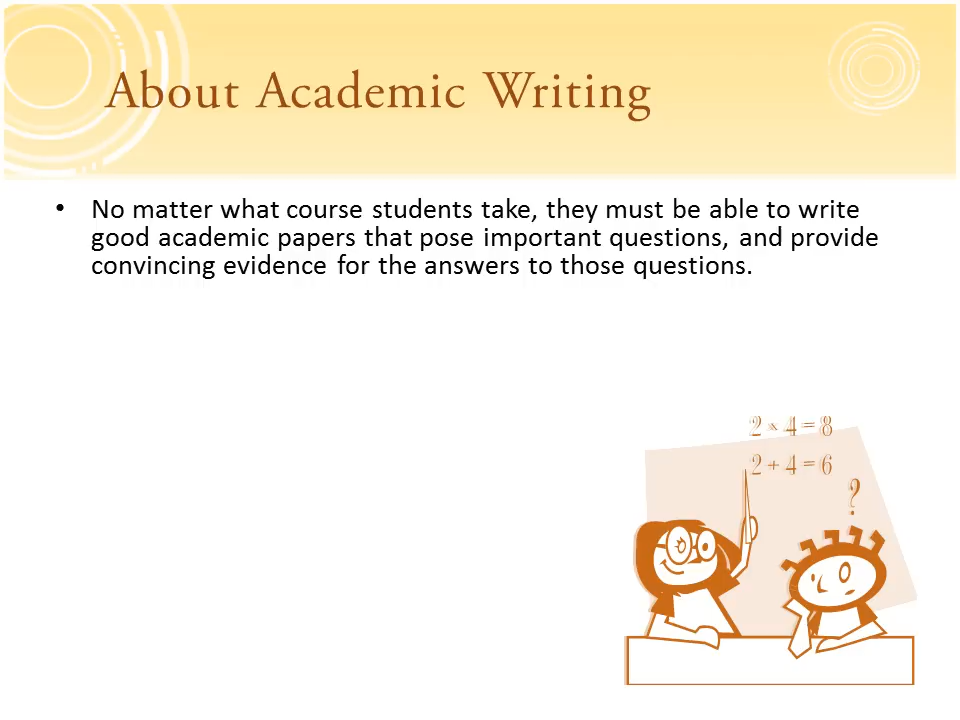 About Academic Writing
• No matter what course students take, they must be able to write
good academic papers that pose important questions, and provide
convincing evidence for the answers to those questions.
2 × 4 = 8
2 + 4 = 6
?